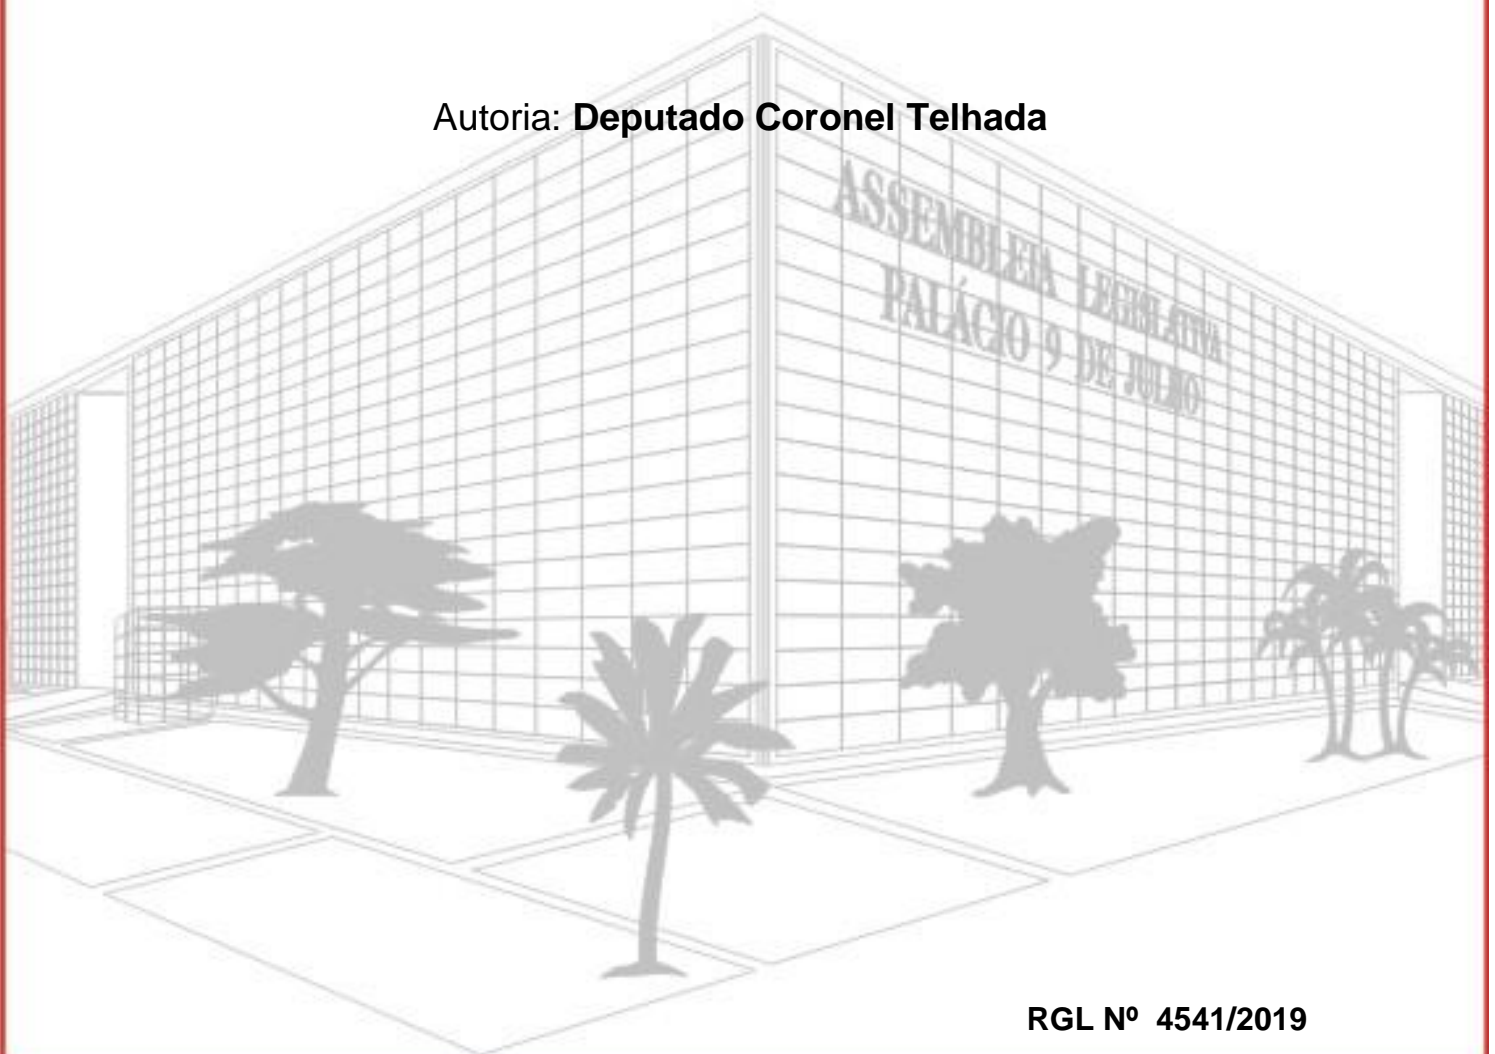 Autoria: Deputado Coronel Telhada
ASSEMBLEIA LEGISLATIVA
PALÁCIO 9 DE JULHO
RGL Nº 4541/2019